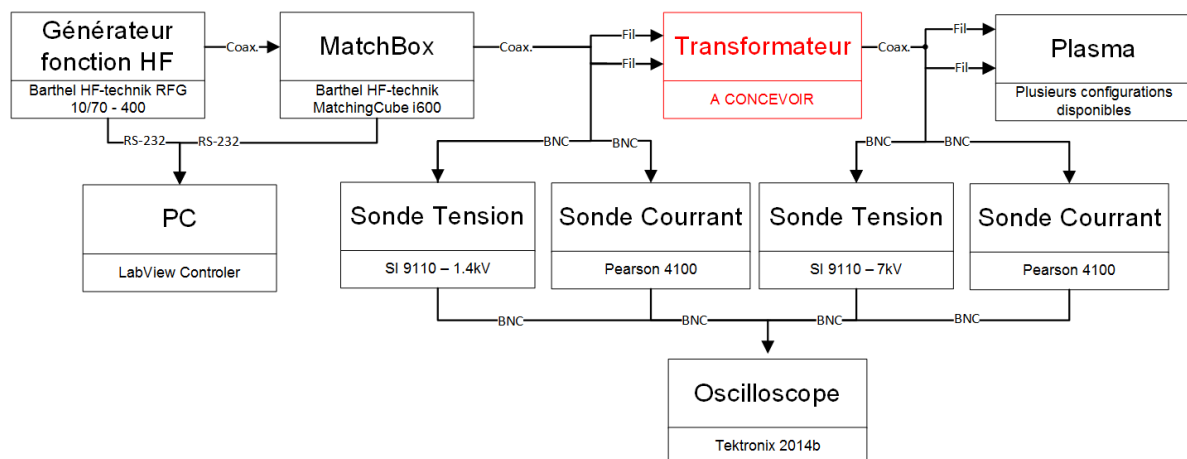 Générateur
fonction HF
Barthel HF-technik RFG
10/70 - 400
Coax.
MatchBox
Barthel HF-technik
MatchingCube i600
Coax.
Fil
Fil
Transformateur
A CONCEVOIR
Coax.
Fil
Fil
Plasma
Plusieurs configurations
disponibles
RS-232
RS-232
BNC
BNC
BNC
BNC
PC
LabView Controler
Sonde Tension
SI 9110 – 1.4kV
Sonde Courrant
Pearson 4100
Sonde Tension
SI 9110 – 7kV
Sonde Courrant
Pearson 4100
BNC
BNC
BNC
BNC
Oscilloscope
Tektronix 2014b